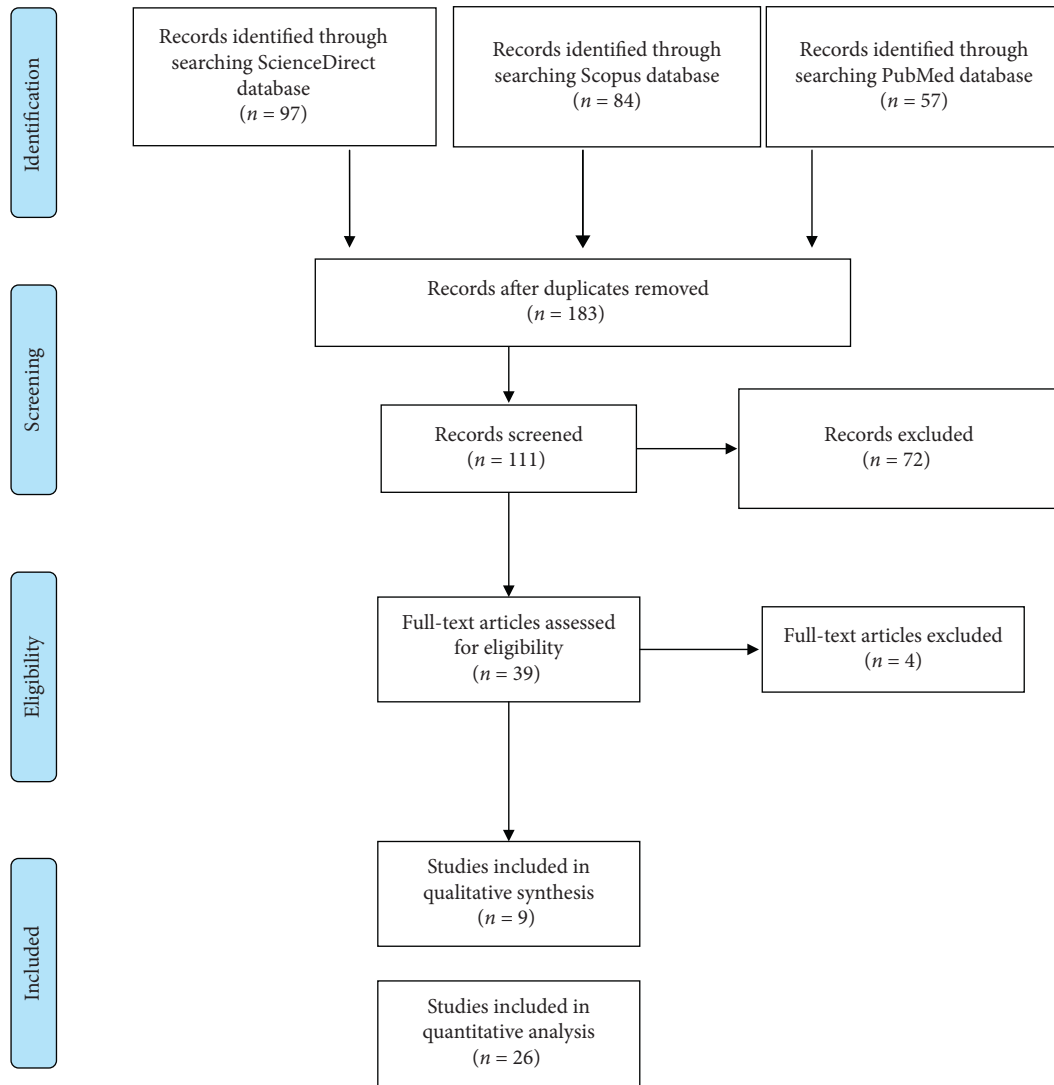 Identification
Records identified through
searching ScienceDirect
database
(n = 97)
Records identified through
searching Scopus database
(n = 84)
Records identified through
searching PubMed database
(n = 57)
Screening
Records after duplicates removed
(n = 183)
Records screened
(n = 111)
Records excluded
(n = 72)
Eligibility
Full-text articles assessed
for eligibility
(n = 39)
Full-text articles excluded
(n = 4)
Included
Studies included in
qualitative synthesis
(n = 9)
Studies included in
quantitative analysis
(n = 26)